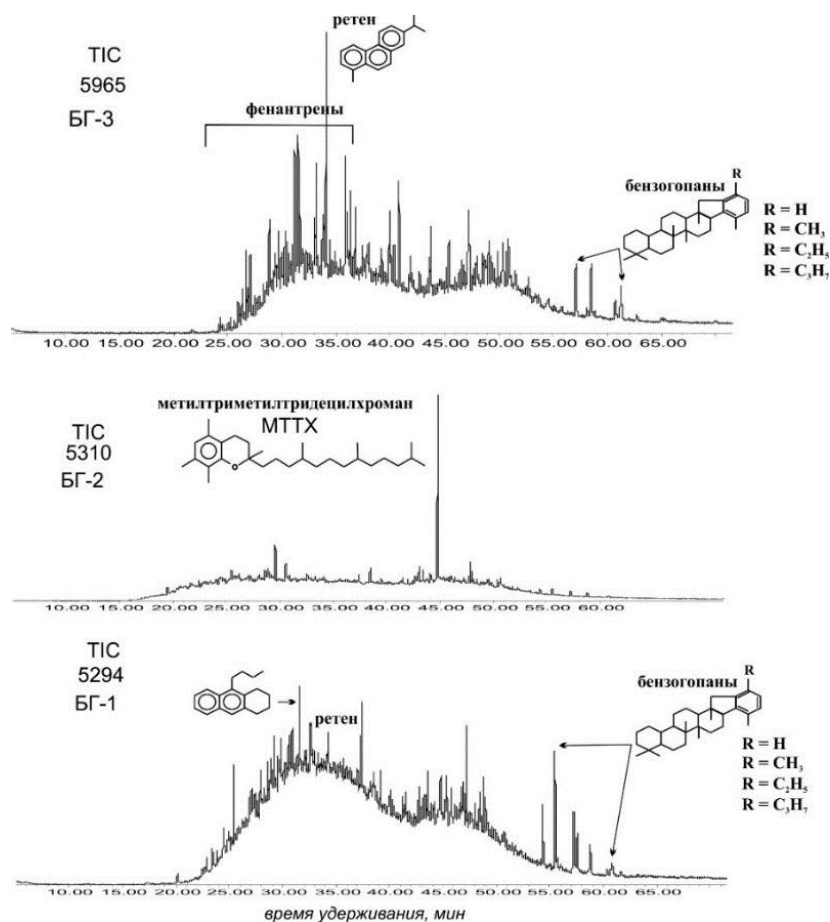 ретен
TIC
5965
БГ-3
фенантрены
бензогопаны
R
R = H
R = CH₃
R = C₂H₅
R = C₃H₇
10.00 15.00 20.00 25.00 30.00 35.00 40.00 45.00 50.00 55.00 60.00 65.00
метилтриметилтридецилхроман
МТТХ
TIC
5310
БГ-2
O
10.00 15.00 20.00 25.00 30.00 35.00 40.00 45.00 50.00 55.00 60.00
TIC
5294
БГ-1
ретен
бензогопаны
R
R = H
R = CH₃
R = C₂H₅
R = C₃H₇
10.00 15.00 20.00 25.00 30.00 35.00 40.00 45.00 50.00 55.00 60.00 65.00
время удерживания, мин